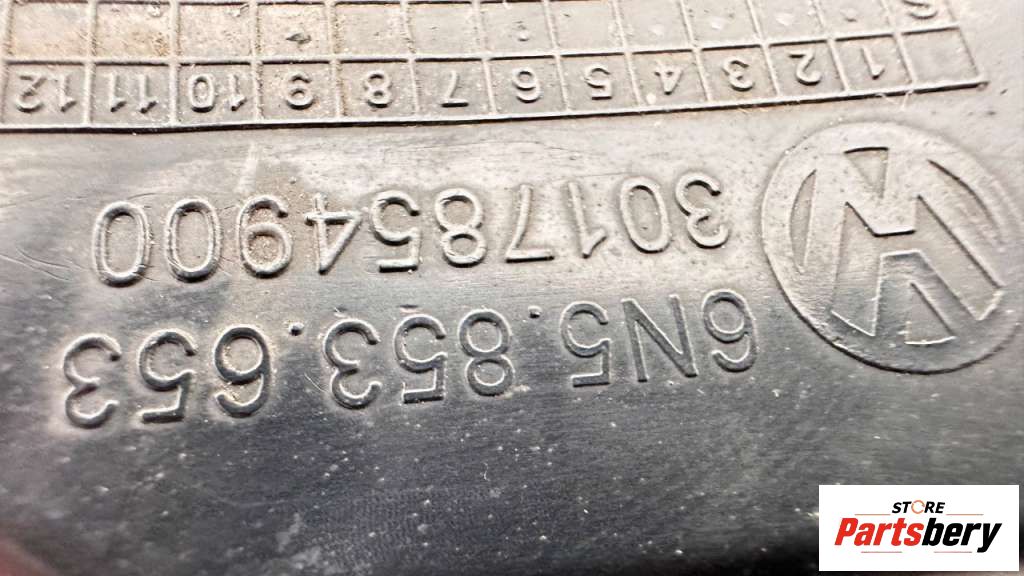 6N5.853.653
3017854900
1 2 3 4 5 6 7 8 9 10 11 12
S
STORE
Partsbery